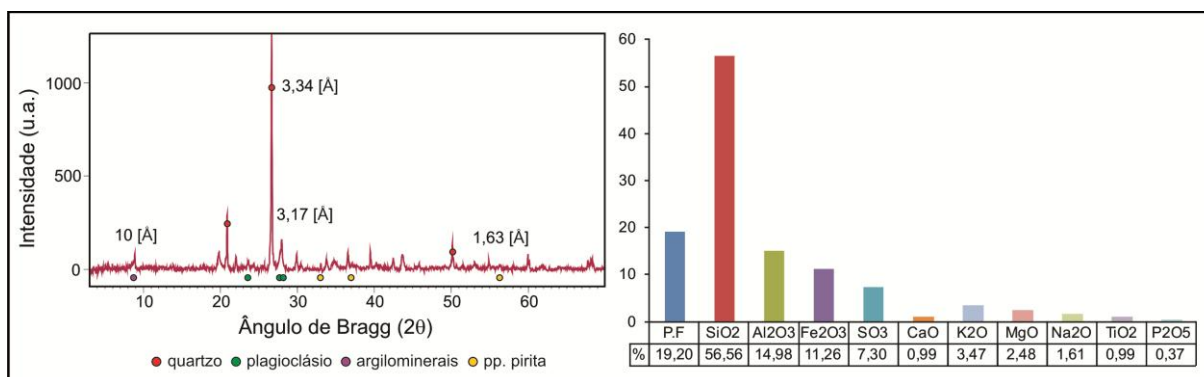 Intensidade (u.a.)
1000
500
0
3,34 [Å]
3,17 [Å]
10 [Å]
1,63 [Å]
10 20 30 40 50 60
Ângulo de Bragg (2θ)
quartzo plagioclásio argilominerais pp. pirita
60
50
40
30
20
10
0
P.F SiO2 Al2O3 Fe2O3 SO3 CaO K2O MgO Na2O TiO2 P2O5
% 19,20 56,56 14,98 11,26 7,30 0,99 3,47 2,48 1,61 0,99 0,37